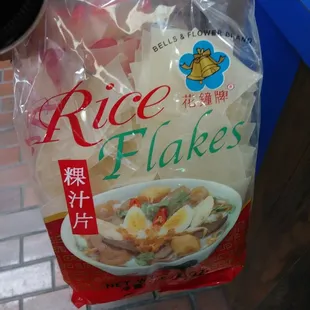 BELLS & FLOWER BRAND
花鐘牌®
Rice
Flakes
粿汁片